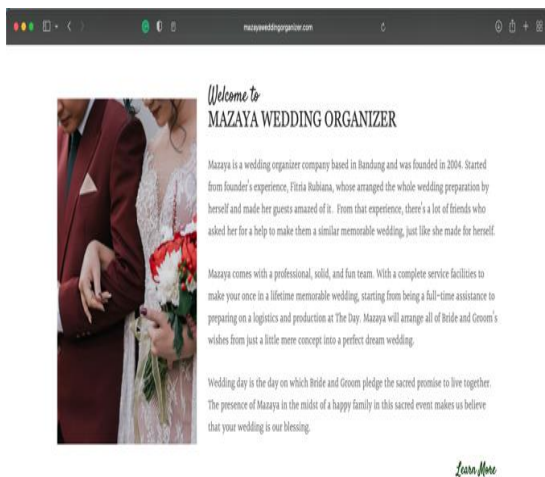 mazayaweddingorganizer.com
Welcome to
MAZAYA WEDDING ORGANIZER
Mazaya is a wedding organizer company based in Bandung and was founded in 2004. Started
from founder's experience, Fitria Rubiana, whose arranged the whole wedding preparation by
herself and made her guests amazed of it. From that experience, there's a lot of friends who
asked her for a help to make them a similar memorable wedding, just like she made for herself.
Mazaya comes with a professional, solid, and fun team. With a complete service facilities to
make your once in a lifetime memorable wedding, starting from being a full-time assistance to
preparing on a logistics and production at The Day. Mazaya will arrange all of Bride and Groom's
wishes from just a little mere concept into a perfect dream wedding.
Wedding day is the day on which Bride and Groom pledge the sacred promise to live together.
The presence of Mazaya in the midst of a happy family in this sacred event makes us believe
that your wedding is our blessing.
Learn More